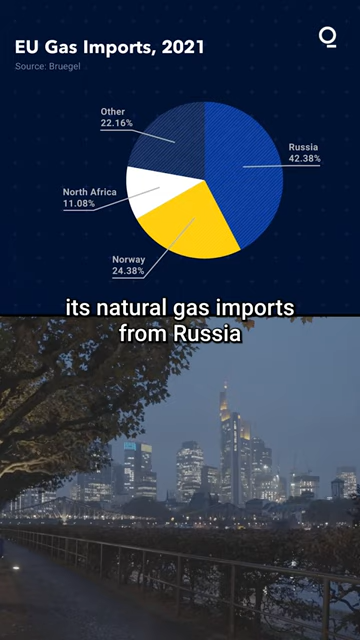 EU Gas Imports, 2021
Source: Bruegel
Other
22.16%
Russia
42.38%
North Africa
11.08%
Norway
24.38%
its natural gas imports
from Russia